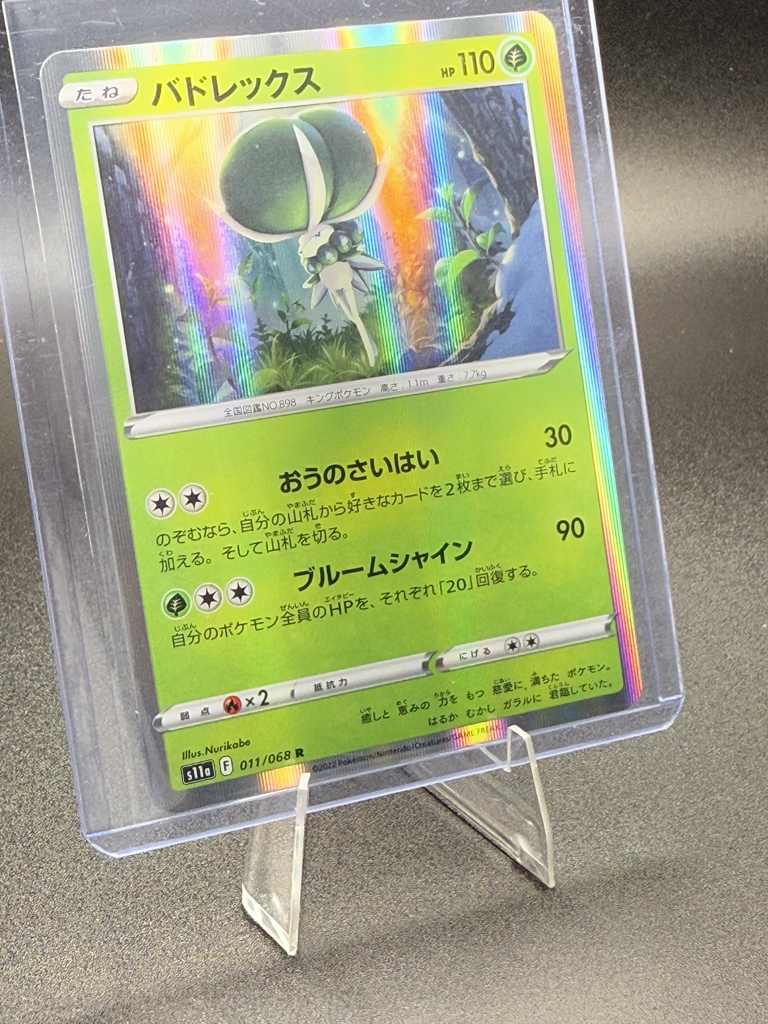 たね バドレックス HP 110
全国図鑑NO.898 キングポケモン 高さ:1.1m 重さ:7.7kg
おうのさいはい 30
のぞむなら、自分の山札から好きなカードを2枚まで選び、手札に
加える。そして山札を切る。
ブルームシャイン 90
自分のポケモン全員のHPを、それぞれ「20」回復する。
弱点 ×2 抵抗力 にげる
癒しと 恵みの 力を もつ 慈愛に 満ちた ポケモン。
はるか むかし ガラルに 君臨していた。
Illus.Nurikabe
s11a F 011/068 R ©2022 Pokémon/Nintendo/Creatures/GAME FREAK